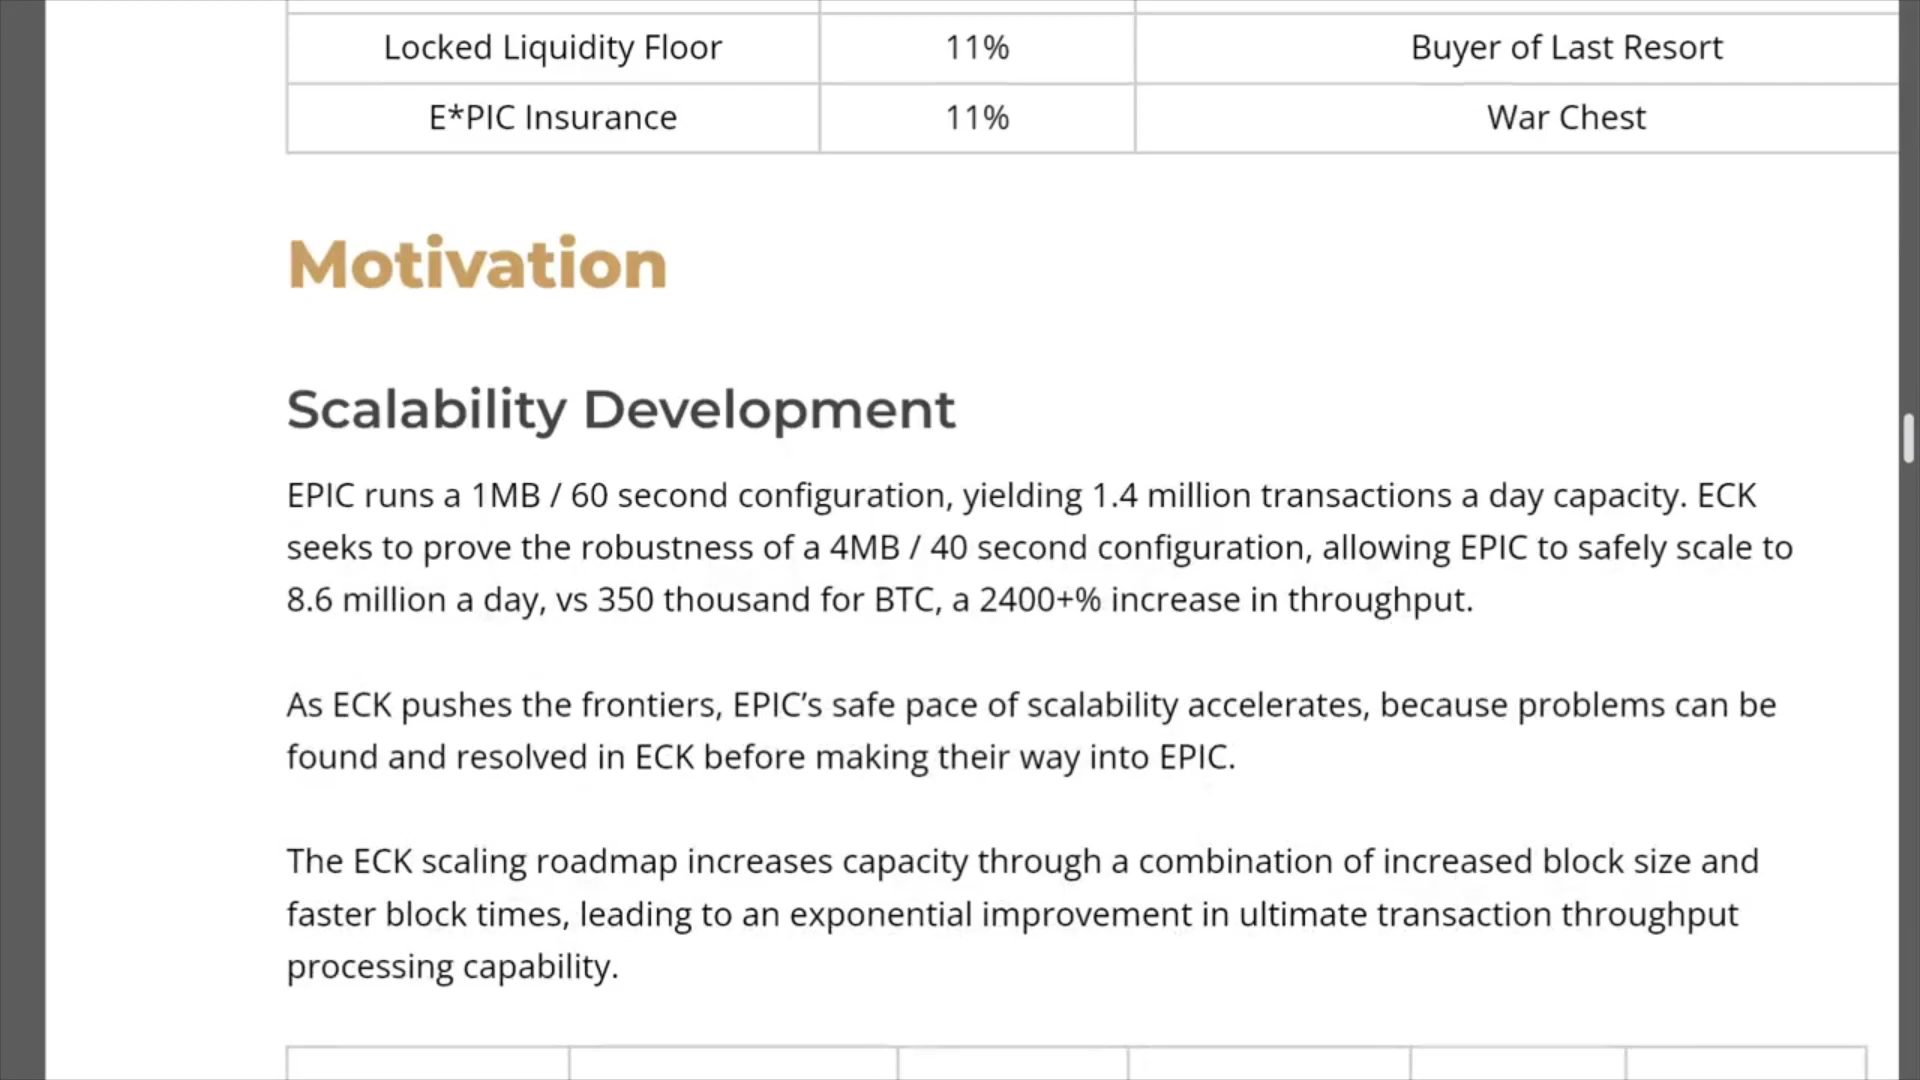 Locked Liquidity Floor 11% Buyer of Last Resort
E*PIC Insurance 11% War Chest
Motivation
Scalability Development
EPIC runs a 1MB / 60 second configuration, yielding 1.4 million transactions a day capacity. ECK
seeks to prove the robustness of a 4MB / 40 second configuration, allowing EPIC to safely scale to
8.6 million a day, vs 350 thousand for BTC, a 2400+% increase in throughput.
As ECK pushes the frontiers, EPIC’s safe pace of scalability accelerates, because problems can be
found and resolved in ECK before making their way into EPIC.
The ECK scaling roadmap increases capacity through a combination of increased block size and
faster block times, leading to an exponential improvement in ultimate transaction throughput
processing capability.